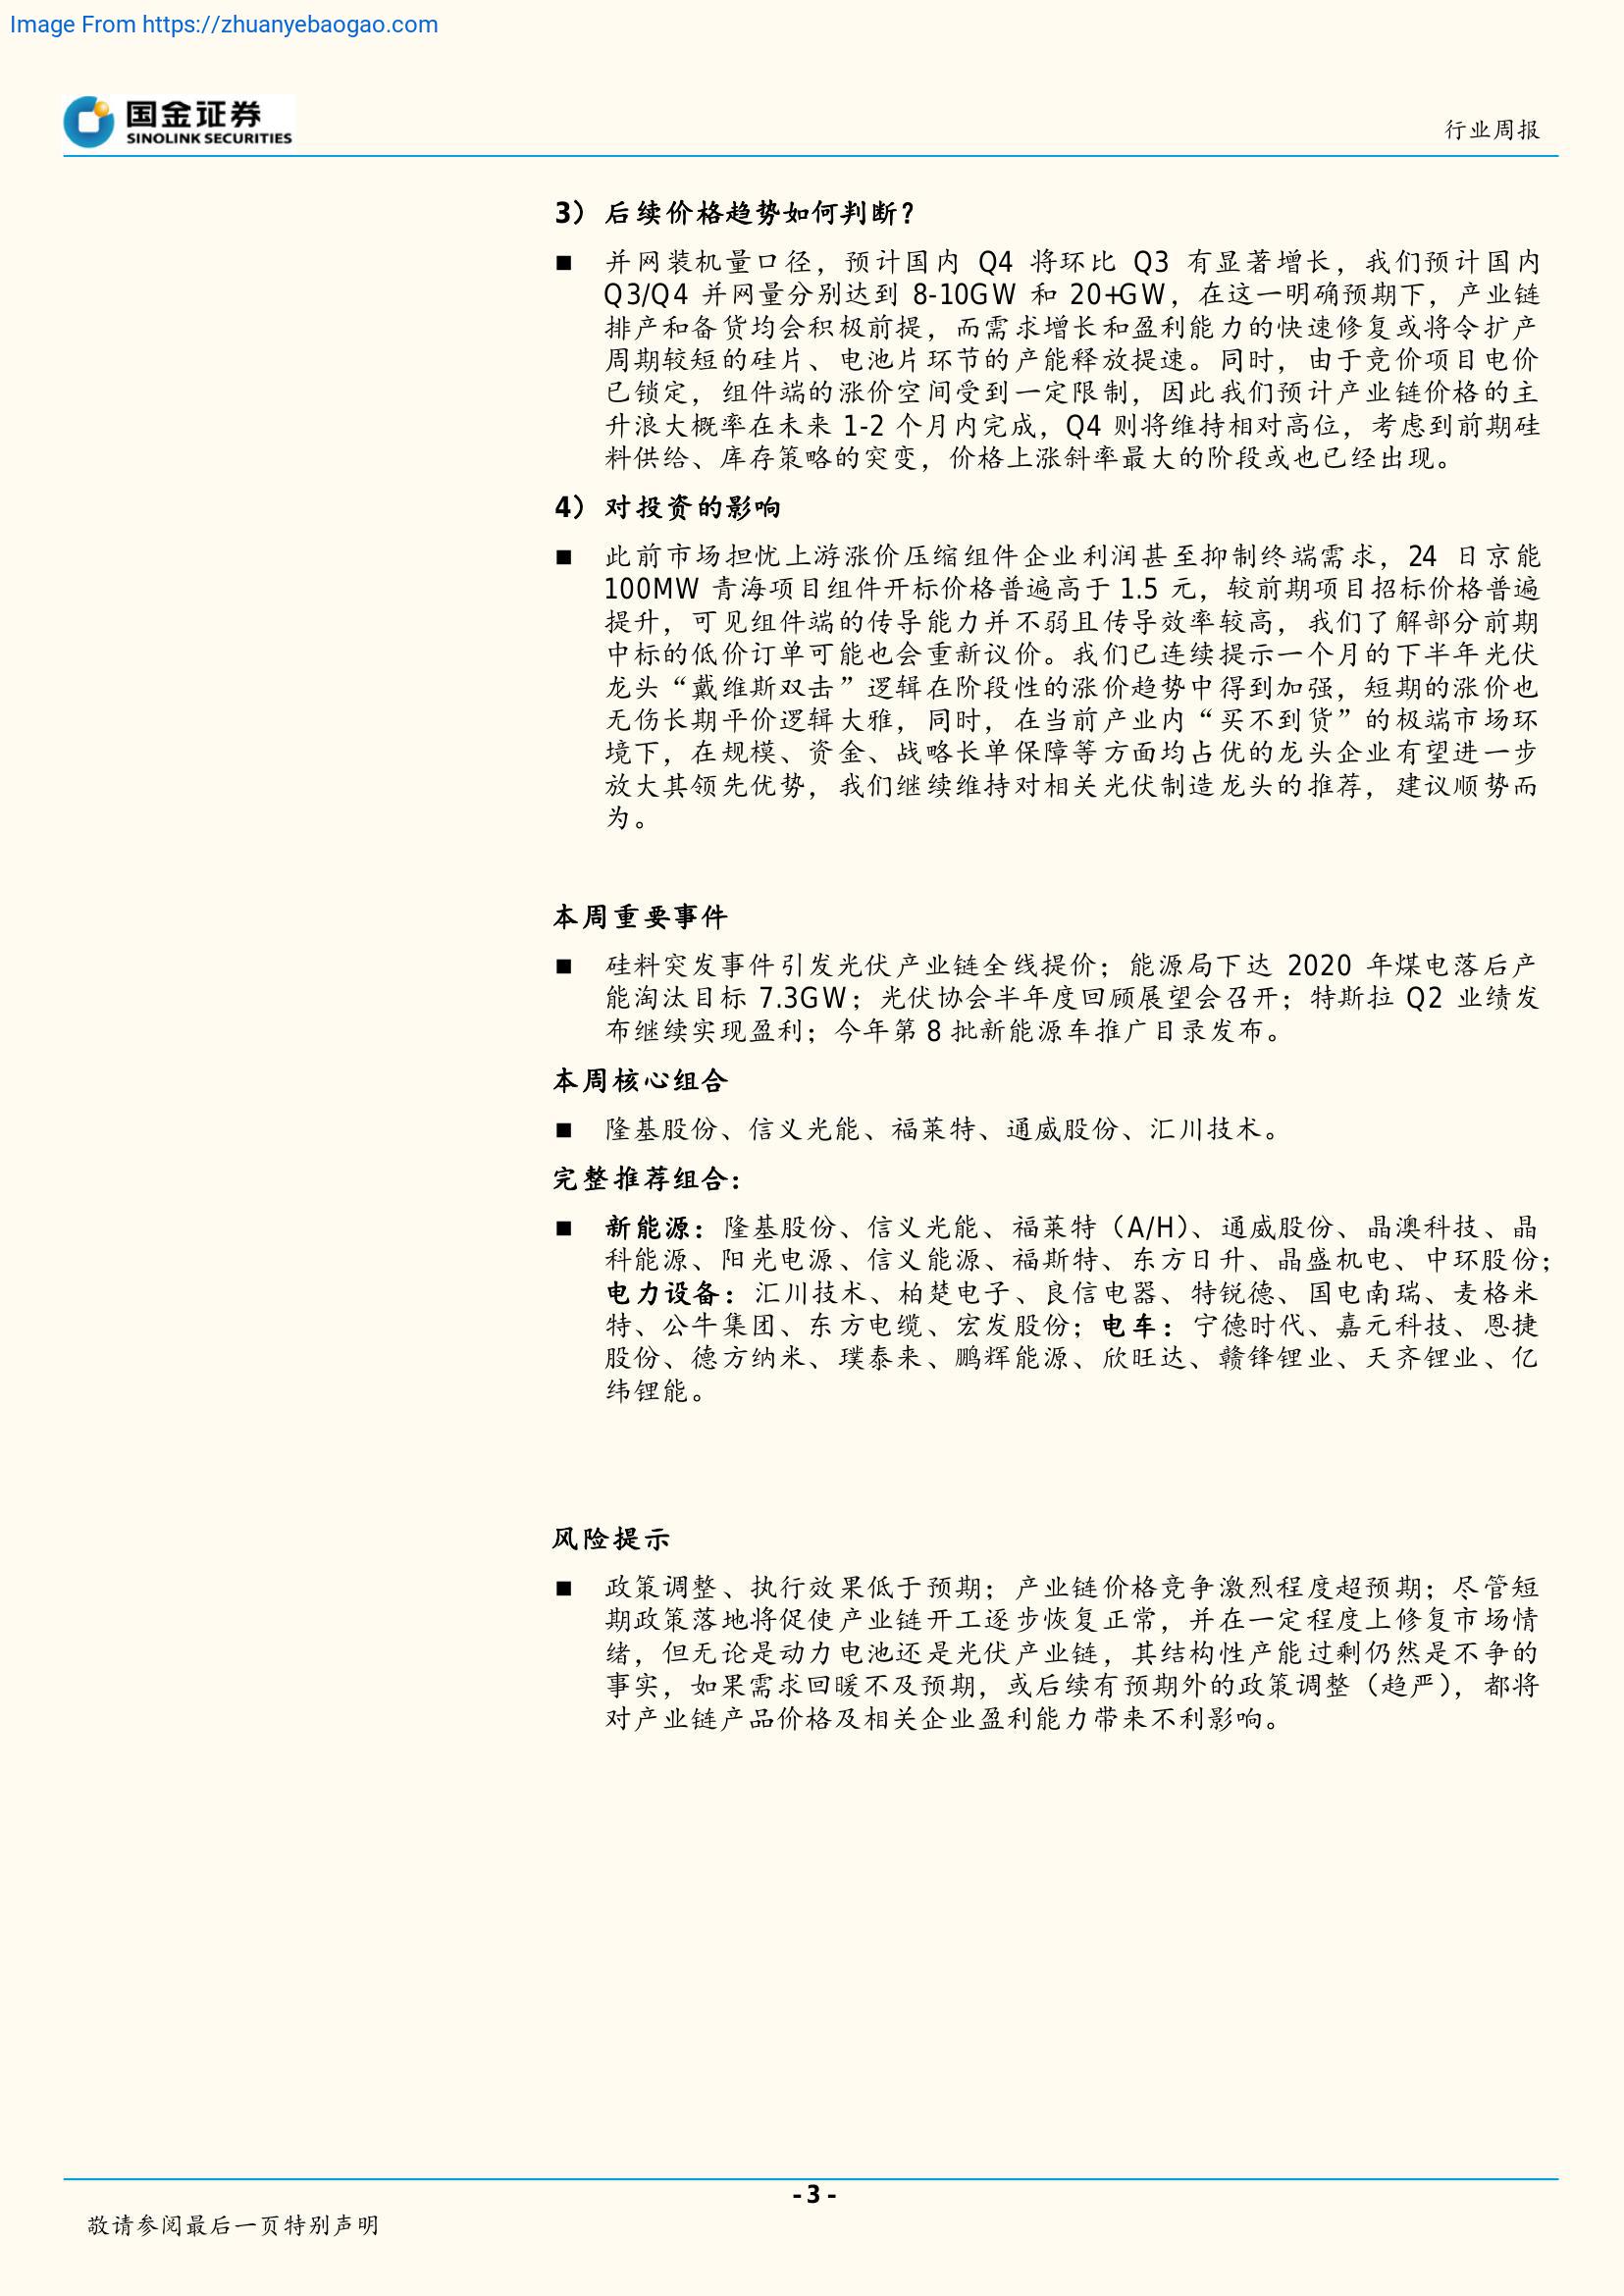 Image From https://zhuanyebaogao.com
国金证券
SINOLINK SECURITIES
行业周报
3） 后续价格趋势如何判断？
■ 并网装机量口径，预计国内 Q4 将环比 Q3 有显著增长，我们预计国内
Q3/Q4 并网量分别达到 8-10GW 和 20+GW，在这一明确预期下，产业链
排产和备货均会积极前提，而需求增长和盈利能力的快速修复或将令扩产
周期较短的硅片、电池片环节的产能释放提速。同时，由于竞价项目电价
已锁定，组件端的涨价空间受到一定限制，因此我们预计产业链价格的主
升浪大概率在未来 1-2 个月内完成，Q4 则将维持相对高位，考虑到前期硅
料供给、库存策略的突变，价格上涨斜率最大的阶段或也已经出现。
4） 对投资的影响
■ 此前市场担忧上游涨价压缩组件企业利润甚至抑制终端需求，24 日京能
100MW 青海项目组件开标价格普遍高于 1.5 元，较前期项目招标价格普遍
提升，可见组件端的传导能力并不弱且传导效率较高，我们了解部分前期
中标的低价订单可能也会重新议价。我们已连续提示一个月的下半年光伏
龙头“戴维斯双击”逻辑在阶段性的涨价趋势中得到加强，短期的涨价也
无伤长期平价逻辑大雅，同时，在当前产业内“买不到货”的极端市场环
境下，在规模、资金、战略长单保障等方面均占优的龙头企业有望进一步
放大其领先优势，我们继续维持对相关光伏制造龙头的推荐，建议顺势而
为。
本周重要事件
■ 硅料突发事件引发光伏产业链全线提价；能源局下达 2020 年煤电落后产
能淘汰目标 7.3GW；光伏协会半年度回顾展望会召开；特斯拉 Q2 业绩发
布继续实现盈利；今年第 8 批新能源车推广目录发布。
本周核心组合
■ 隆基股份、信义光能、福莱特、通威股份、汇川技术。
完整推荐组合：
■ 新能源：隆基股份、信义光能、福莱特（A/H）、通威股份、晶澳科技、晶
科能源、阳光电源、信义能源、福斯特、东方日升、晶盛机电、中环股份；
电力设备：汇川技术、柏楚电子、良信电器、特锐德、国电南瑞、麦格米
特、公牛集团、东方电缆、宏发股份；电车：宁德时代、嘉元科技、恩捷
股份、德方纳米、璞泰来、鹏辉能源、欣旺达、赣锋锂业、天齐锂业、亿
纬锂能。
风险提示
■ 政策调整、执行效果低于预期；产业链价格竞争激烈程度超预期；尽管短
期政策落地将促使产业链开工逐步恢复正常，并在一定程度上修复市场情
绪，但无论是动力电池还是光伏产业链，其结构性产能过剩仍然是不争的
事实，如果需求回暖不及预期，或后续有预期外的政策调整（趋严），都将
对产业链产品价格及相关企业盈利能力带来不利影响。
- 3 -
敬请参阅最后一页特别声明